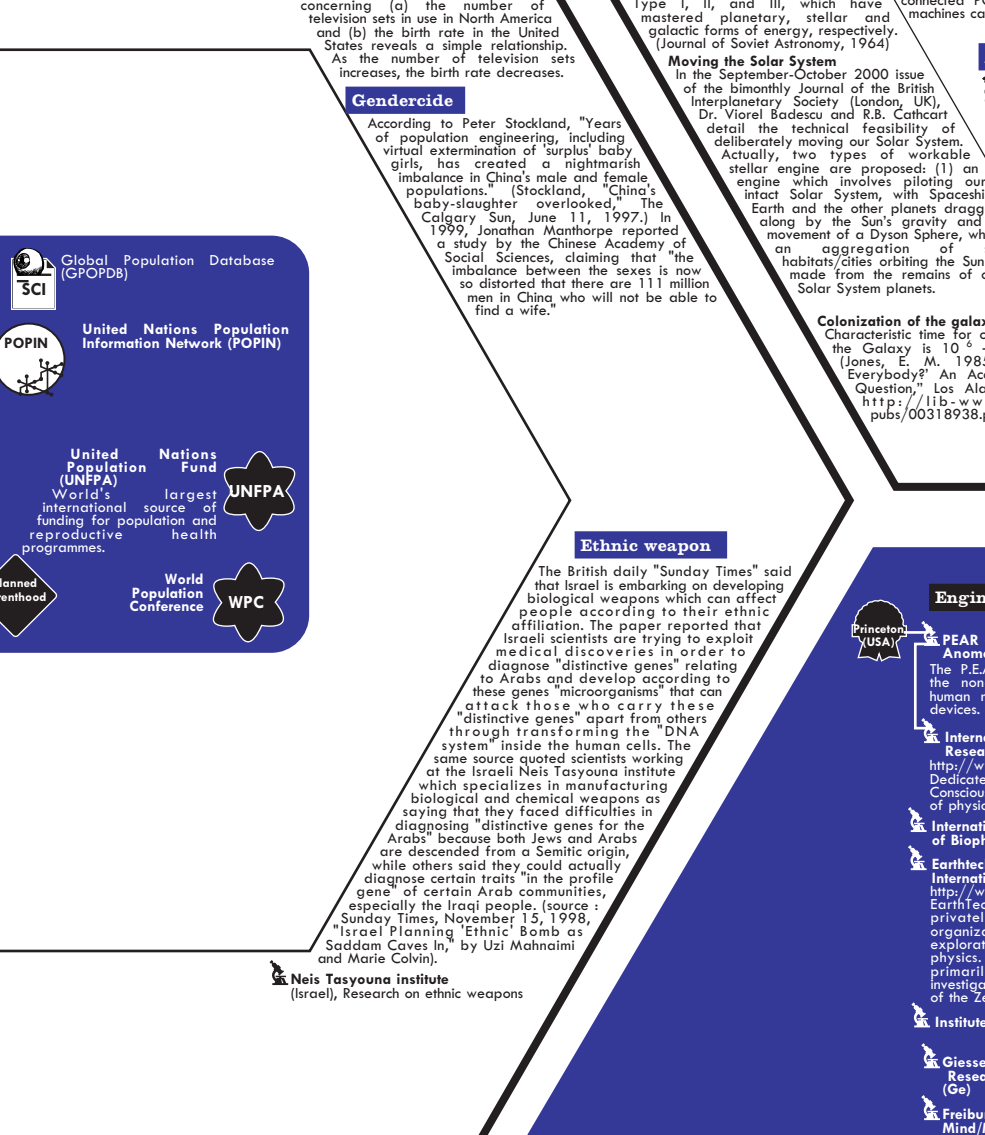 concerning (a) the number of
television sets in use in North America
and (b) the birth rate in the United
States reveals a simple relationship.
As the number of television sets
increases, the birth rate decreases.
Gendercide
According to Peter Stockland, "Years
of population engineering, including
virtual extermination of 'surplus' baby
girls, has created a nightmarish
imbalance in China's male and female
populations." (Stockland, "China's
baby-slaughter overlooked," The
Calgary Sun, June 11, 1997.) In
1999, Jonathan Manthorpe reported
a study by the Chinese Academy of
Social Sciences, claiming that "the
imbalance between the sexes is now
so distorted that there are 111 million
men in China who will not be able to
find a wife."
Type I, II, and III, which have
mastered planetary, stellar and
galactic forms of energy, respectively.
(Journal of Soviet Astronomy, 1964)
Moving the Solar System
In the September-October 2000 issue
of the bimonthly Journal of the British
Interplanetary Society (London, UK),
Dr. Viorel Badescu and R.B. Cathcart
detail the technical feasibility of
deliberately moving our Solar System.
Actually, two types of workable
stellar engine are proposed: (1) an
engine which involves piloting our
intact Solar System, with Spaceshi
Earth and the other planets dragg
along by the Sun's gravity and
movement of a Dyson Sphere, wh
an aggregation of
habitats/cities orbiting the Sun
made from the remains of
Solar System planets.
Colonization of the galax
Characteristic time for
the Galaxy is 10 6 -
(Jones, E. M. 1985
Everybody?' An Ac
Question," Los Ala
http://lib-ww
pubs/00318938.p
connected
machines ca
SCI
Global Population Database
(GPOPDB)
POPIN
United Nations Population
Information Network (POPIN)
United Nations
Population Fund
(UNFPA)
World's largest
international source of
funding for population and
reproductive health
programmes.
UNFPA
lanned
renthood
World
Population
Conference
WPC
Ethnic weapon
The British daily "Sunday Times" said
that Israel is embarking on developing
biological weapons which can affect
people according to their ethnic
affiliation. The paper reported that
Israeli scientists are trying to exploit
medical discoveries in order to
diagnose "distinctive genes" relating
to Arabs and develop according to
these genes "microorganisms" that can
attack those who carry these
"distinctive genes" apart from others
through transforming the "DNA
system" inside the human cells. The
same source quoted scientists working
at the Israeli Neis Tasyouna institute
which specializes in manufacturing
biological and chemical weapons as
saying that they faced difficulties in
diagnosing "distinctive genes for the
Arabs" because both Jews and Arabs
are descended from a Semitic origin,
while others said they could actually
diagnose certain traits "in the profile
gene" of certain Arab communities,
especially the Iraqi people. (source :
Sunday Times, November 15, 1998,
"Israel Planning 'Ethnic' Bomb as
Saddam Caves In," by Uzi Mahnaimi
and Marie Colvin).
Neis Tasyouna institute
(Israel), Research on ethnic weapons
Engin
Princeton
(USA)
PEAR
Anom
The P.E.
the non
human
devices.
Intern
Resea
http://w
Dedicate
Consciou
of physic
Internati
of Bioph
Earthtec
Internati
http://w
EarthTec
privatel
organiza
explorat
physics.
primaril
investiga
of the Ze
Institute
Giesse
Resea
(Ge)
Freibu
Mind/